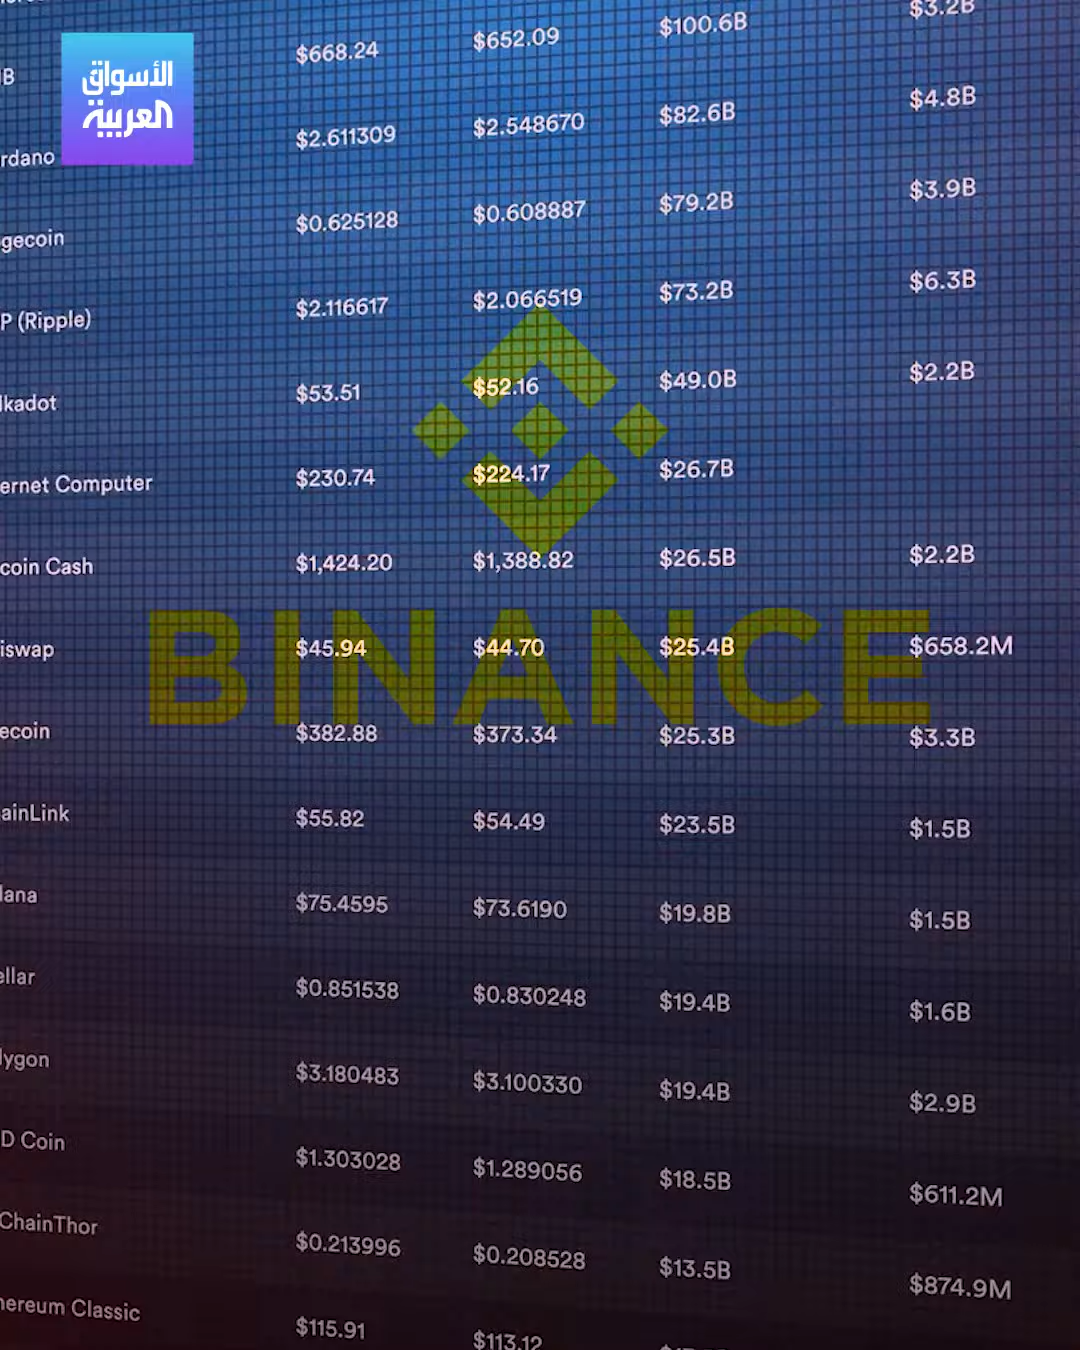 $668.24 $652.09 $100.6B $3.2B
الأسواق
العربية
B $2.611309 $2.548670 $82.6B $4.8B
rdano $0.625128 $0.608887 $79.2B $3.9B
gecoin $2.116617 $2.066519 $73.2B $6.3B
P (Ripple) $53.51 $52.16 $49.0B $2.2B
lkadot $230.74 $224.17 $26.7B
ernet Computer $1,424.20 $1,388.82 $26.5B $2.2B
coin Cash $45.94 $44.70 $25.4B $658.2M
BINANCE
iswap $382.88 $373.34 $25.3B $3.3B
ecoin $55.82 $54.49 $23.5B $1.5B
ainLink $75.4595 $73.6190 $19.8B $1.5B
lana $0.851538 $0.830248 $19.4B $1.6B
ellar $3.180483 $3.100330 $19.4B $2.9B
lygon $1.303028 $1.289056 $18.5B $611.2M
D Coin $0.213996 $0.208528 $13.5B $874.9M
ChainThor $115.91 $113.12
hereum Classic